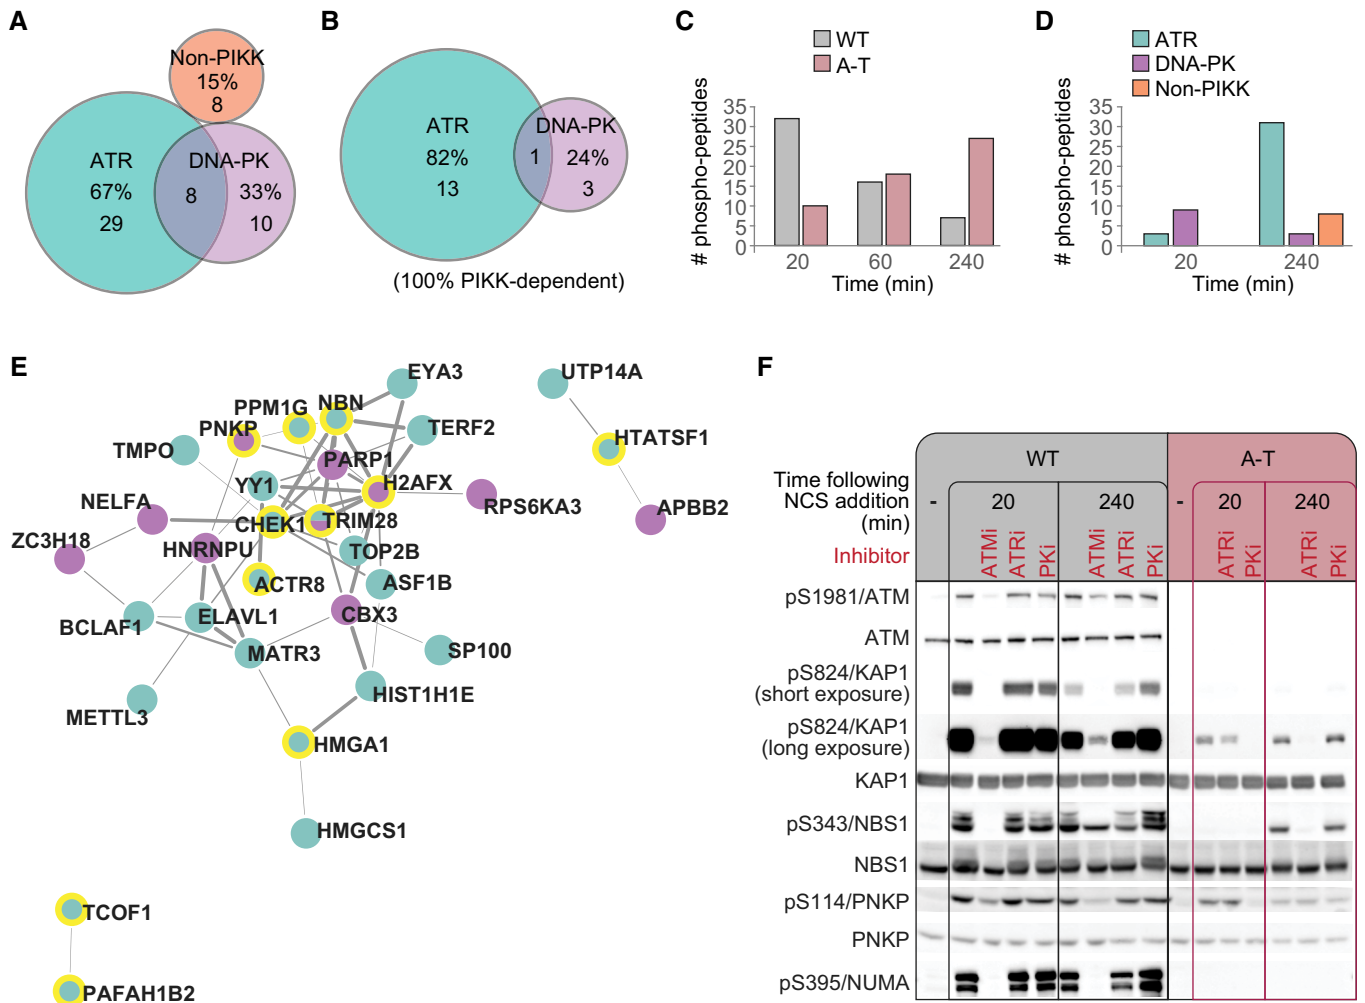 A
Non-PIKK
15%
8
ATR
67%
29
8
DNA-PK
33%
10
B
ATR
82%
13
1
DNA-PK
24%
3
(100% PIKK-dependent)
C
WT
A-T
# phospho-peptides
35
30
25
20
15
10
5
0
20 60 240
Time (min)
D
ATR
DNA-PK
Non-PIKK
# phospho-peptides
35
30
25
20
15
10
5
0
20 240
Time (min)
E
EYA3
UTP14A
PPM1G
NBN
PNKP
TERF2
HTATSF1
TMPO
PARP1
YY1
H2AFX
NELFA
RPS6KA3
APBB2
CHEK1
TRIM28
ZC3H18
HNRNPU
TOP2B
ACTR8
ASF1B
BCLAF1
ELAVL1
CBX3
MATR3
SP100
METTL3
HIST1H1E
HMGA1
HMGCS1
TCOF1
PAFAH1B2
F
WT A-T
Time following
NCS addition
(min)
- 20 240 - 20 240
Inhibitor
ATMi ATRi PKi ATMi ATRi PKi ATRi PKi ATRi PKi
pS1981/ATM
ATM
pS824/KAP1
(short exposure)
pS824/KAP1
(long exposure)
KAP1
pS343/NBS1
NBS1
pS114/PNKP
PNKP
pS395/NUMA